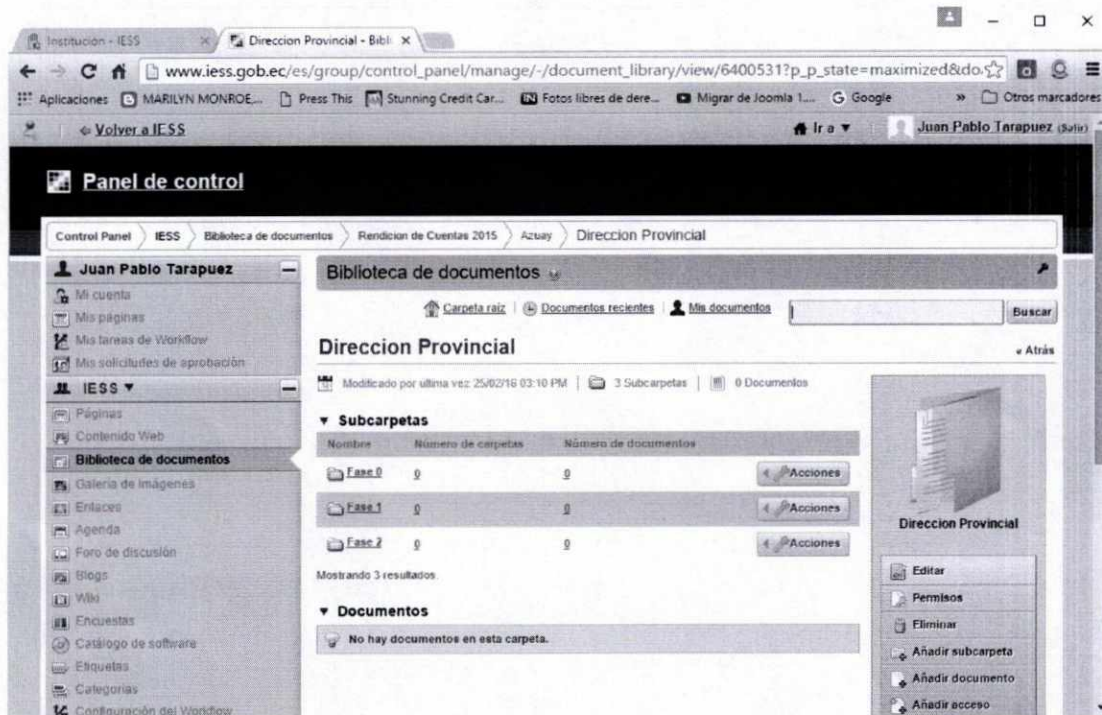 Institución - IESS
Direccion Provincial - Bibli
www.iess.gob.ec/es/group/control_panel/manage/-/document_library/view/6400531?p_p_state=maximized&do.
Aplicaciones MARILYN MONROE,... Press This Stunning Credit Car... Fotos libres de dere... Migrar de Joomla 1.... Google » Otros marcadores
Volver a IESS Ir a Juan Pablo Tarapuez (Salir)
Panel de control
Control Panel IESS Biblioteca de documentos Rendicion de Cuentas 2015 Azuay Direccion Provincial
Juan Pablo Tarapuez
Mi cuenta
Mis páginas
Mis tareas de Workflow
Mis solicitudes de aprobación
IESS
Páginas
Contenido Web
Biblioteca de documentos
Galería de Imágenes
Enlaces
Agenda
Foro de discusión
Blogs
Wiki
Encuestas
Catálogo de software
Etiquetas
Categorías
Configuración del Workflow
Biblioteca de documentos
Carpeta raíz | Documentos recientes | Mis documentos Buscar
Direccion Provincial « Atrás
Modificado por ultima vez 25/02/16 03:10 PM | 3 Subcarpetas | 0 Documentos
Subcarpetas
Nombre Número de carpetas Número de documentos
Fase 0 0 0 Acciones
Fase 1 0 0 Acciones
Fase 2 0 0 Acciones
Mostrando 3 resultados.
Documentos
No hay documentos en esta carpeta.
Direccion Provincial
Editar
Permisos
Eliminar
Añadir subcarpeta
Añadir documento
Añadir acceso